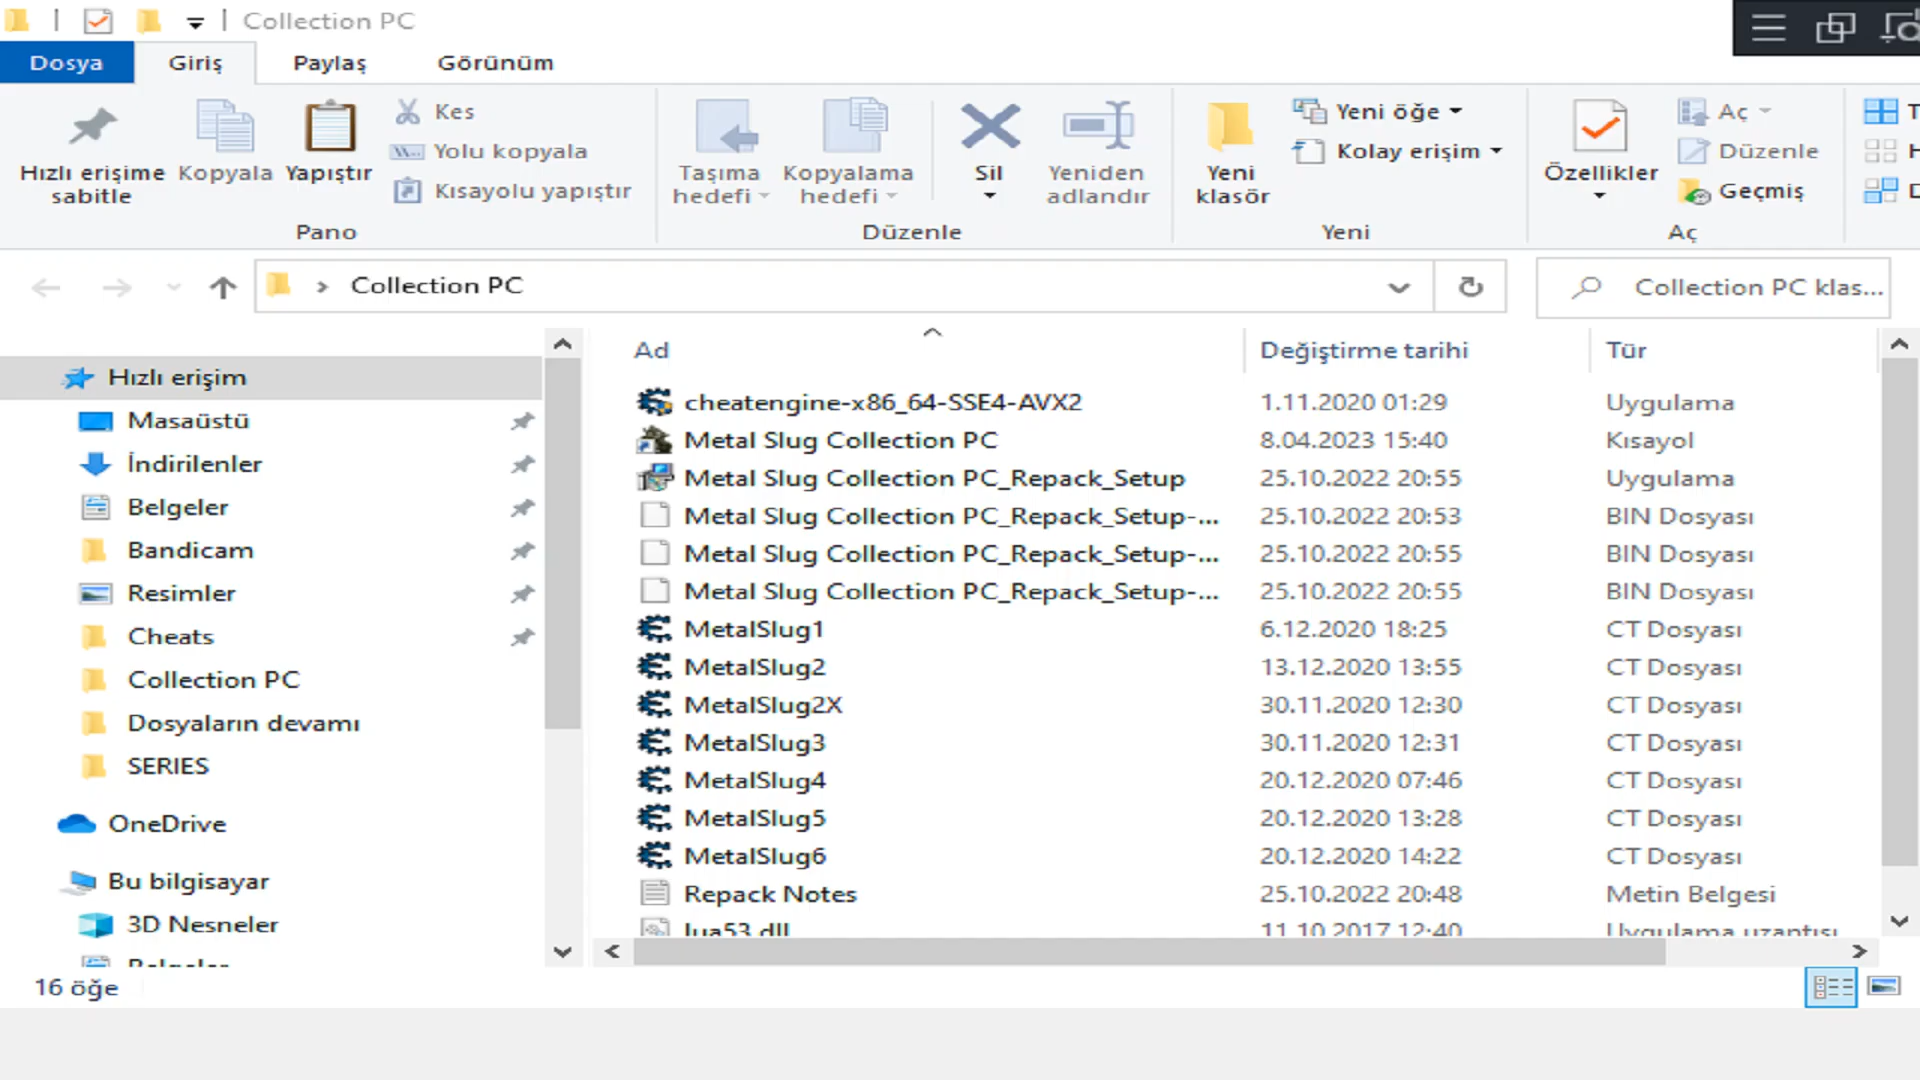 Collection PC
Dosya
Giriş
Paylaş
Görünüm
Hızlı erişime
sabitle
Kopyala
Yapıştır
Kes
Yolu kopyala
Kısayolu yapıştır
Pano
Taşıma
hedefi
Kopyalama
hedefi
Sil
Yeniden
adlandır
Düzenle
Yeni
klasör
Yeni öğe
Kolay erişim
Yeni
Özellikler
Aç
Düzenle
Geçmiş
Aç
Collection PC
Collection PC klas...
Hızlı erişim
Masaüstü
İndirilenler
Belgeler
Bandicam
Resimler
Cheats
Collection PC
Dosyaların devamı
SERIES
OneDrive
Bu bilgisayar
3D Nesneler
Belgeler
16 öğe
Ad Değiştirme tarihi Tür
cheatengine-x86_64-SSE4-AVX2 1.11.2020 01:29 Uygulama
Metal Slug Collection PC 8.04.2023 15:40 Kısayol
Metal Slug Collection PC_Repack_Setup 25.10.2022 20:55 Uygulama
Metal Slug Collection PC_Repack_Setup-... 25.10.2022 20:53 BIN Dosyası
Metal Slug Collection PC_Repack_Setup-... 25.10.2022 20:55 BIN Dosyası
Metal Slug Collection PC_Repack_Setup-... 25.10.2022 20:55 BIN Dosyası
MetalSlug1 6.12.2020 18:25 CT Dosyası
MetalSlug2 13.12.2020 13:55 CT Dosyası
MetalSlug2X 30.11.2020 12:30 CT Dosyası
MetalSlug3 30.11.2020 12:31 CT Dosyası
MetalSlug4 20.12.2020 07:46 CT Dosyası
MetalSlug5 20.12.2020 13:28 CT Dosyası
MetalSlug6 20.12.2020 14:22 CT Dosyası
Repack Notes 25.10.2022 20:48 Metin Belgesi
lua53.dll 11.10.2017 12:40 Uygulama uzantısı